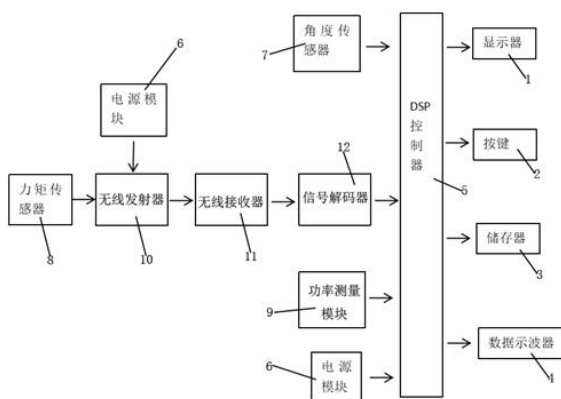 6
电源模
块
力矩传
感器
8
无线发射器
10
无线接收器
11
12
信号解码器
角度传
感器
7
功率测量
模块
9
电 源
模块
6
DSP
控
制
器
5
显示器
1
按键
2
储存器
3
数据示波器
4